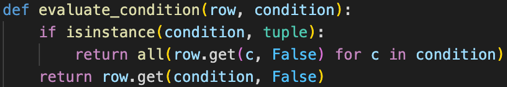 def evaluate_condition(row, condition):
    if isinstance(condition, tuple):
        return all(row.get(c, False) for c in condition)
    return row.get(condition, False)